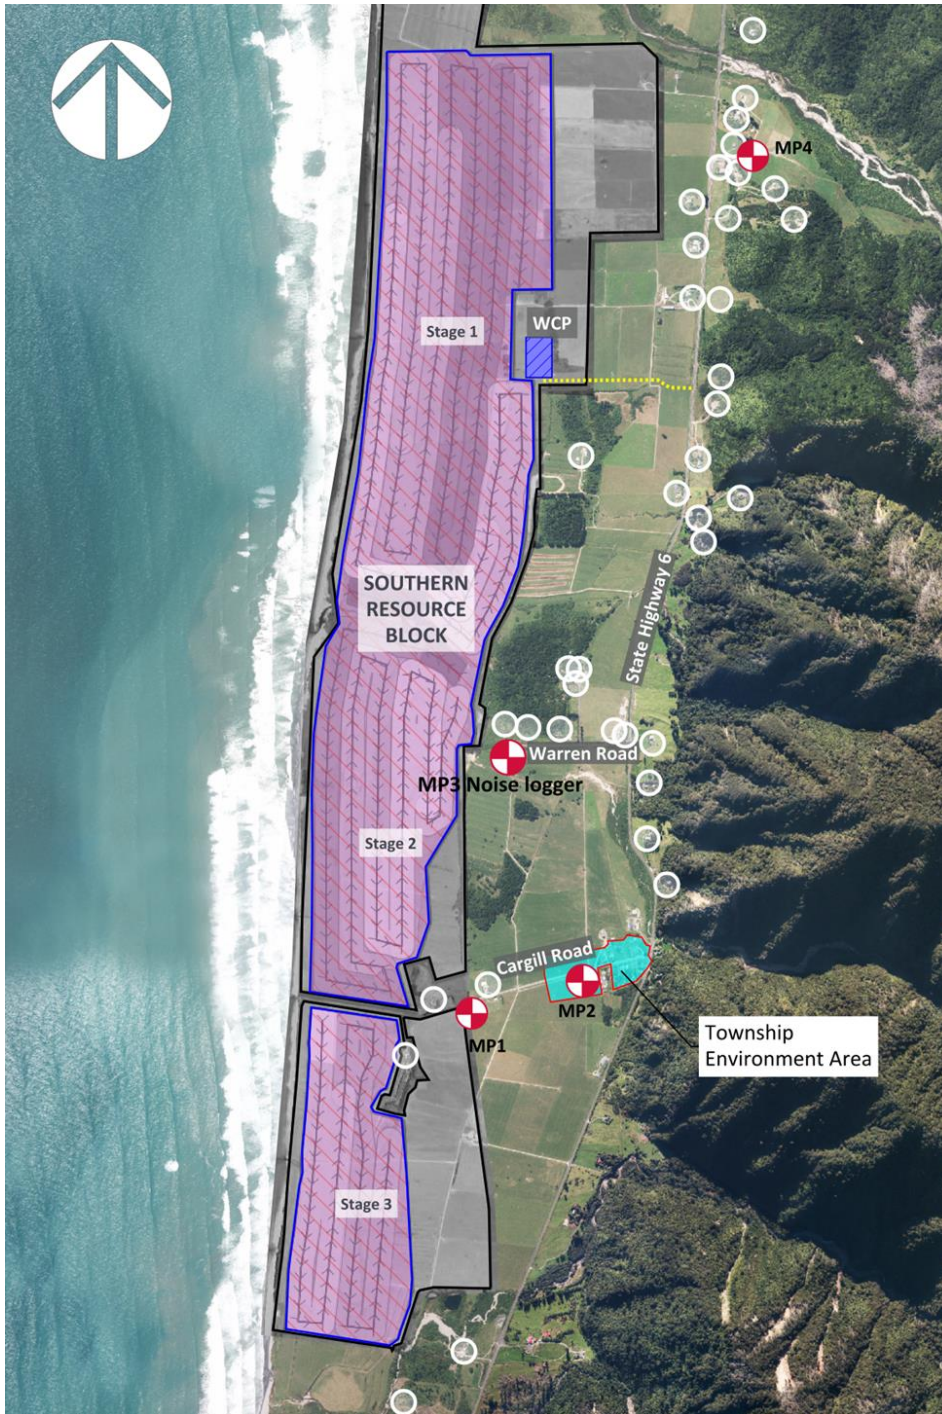 MP4
WCP
Stage 1
SOUTHERN
RESOURCE
BLOCK
State Highway 6
Warren Road
MP3 Noise logger
Stage 2
Cargill Road
MP2
MP1
Township
Environment Area
Stage 3